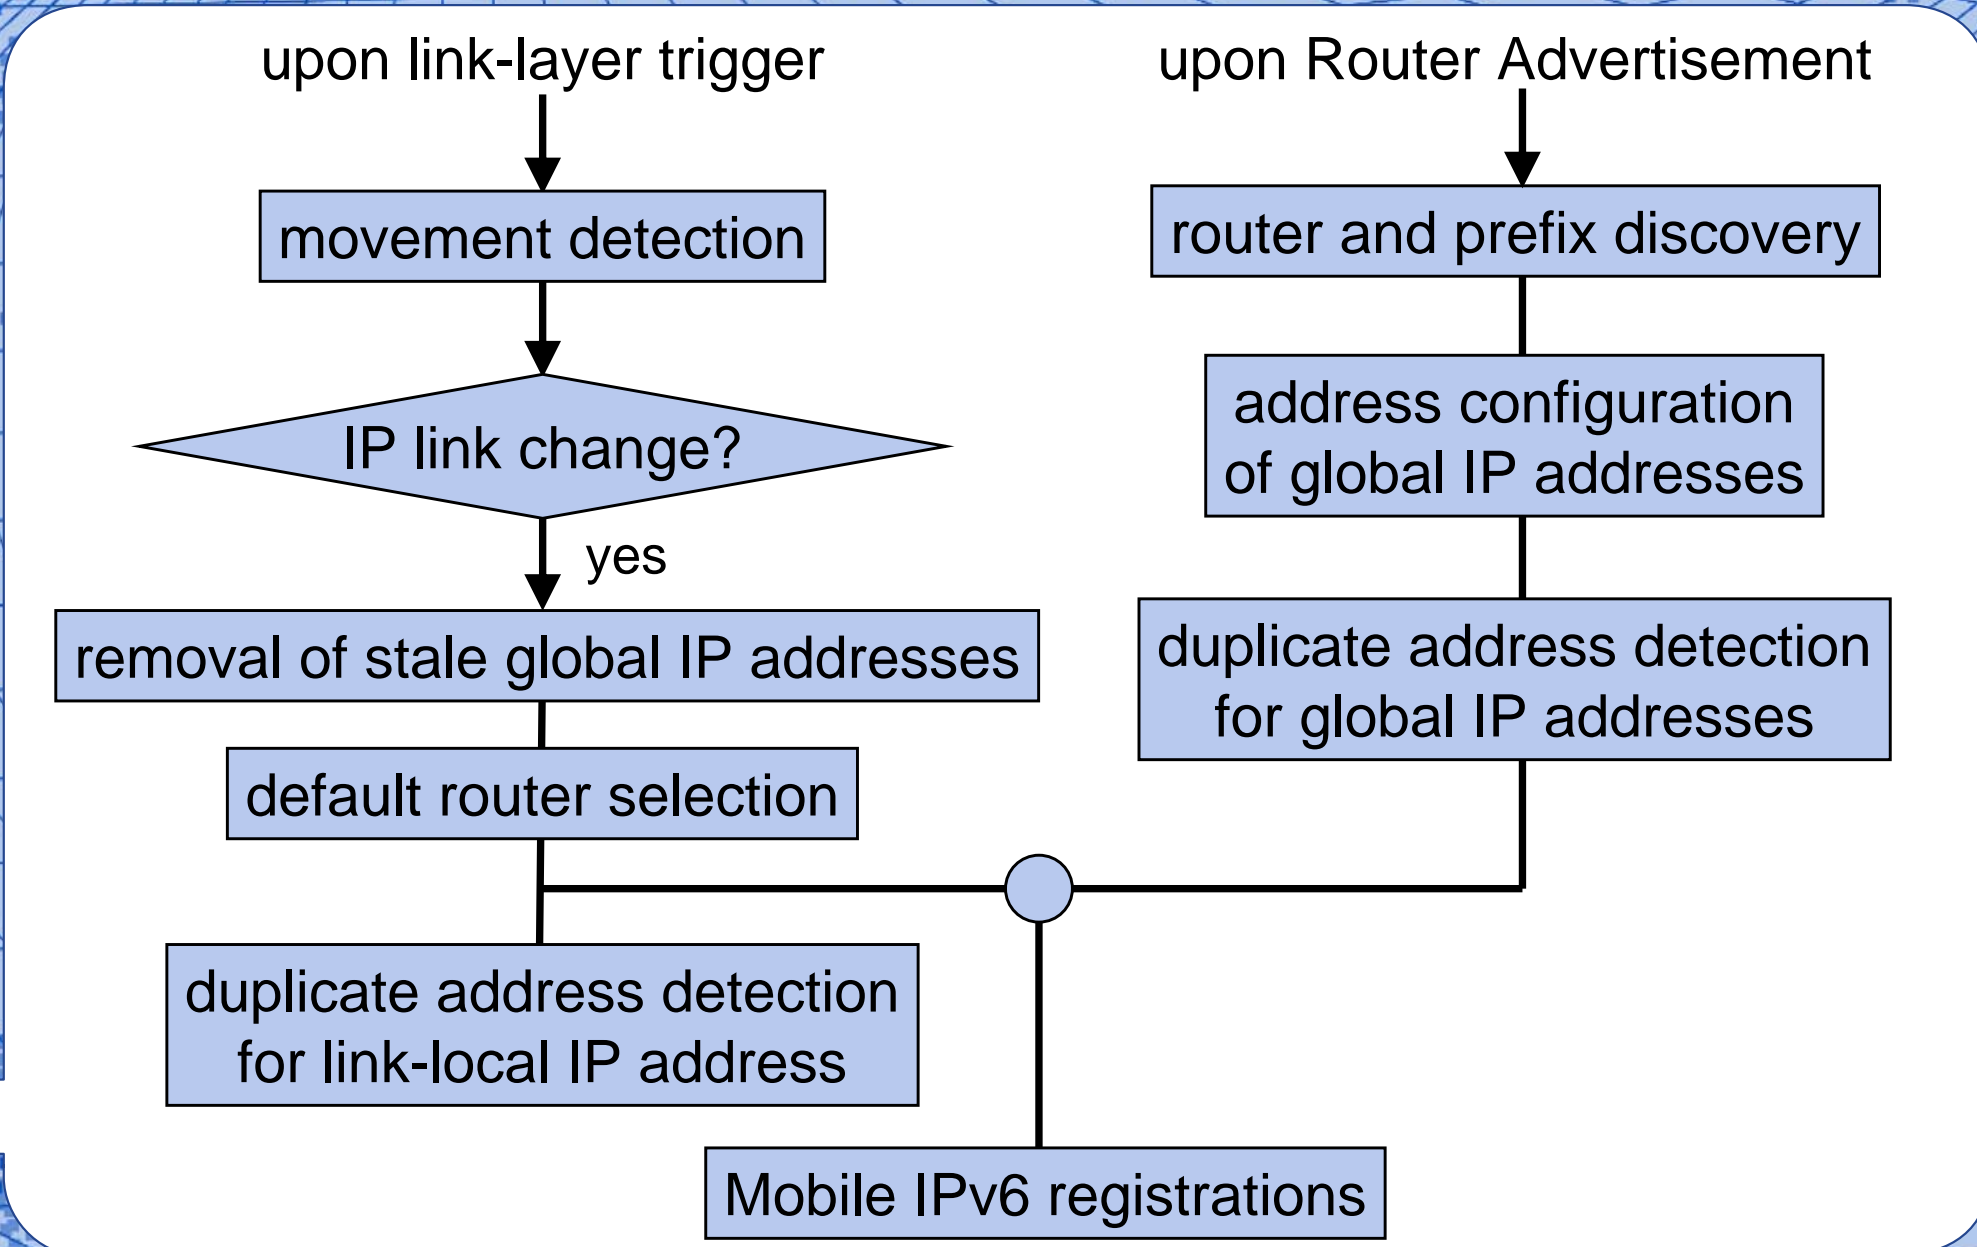 upon link-layer trigger
movement detection
IP link change?
yes
removal of stale global IP addresses
default router selection
duplicate address detection
for link-local IP address
upon Router Advertisement
router and prefix discovery
address configuration
of global IP addresses
duplicate address detection
for global IP addresses
Mobile IPv6 registrations